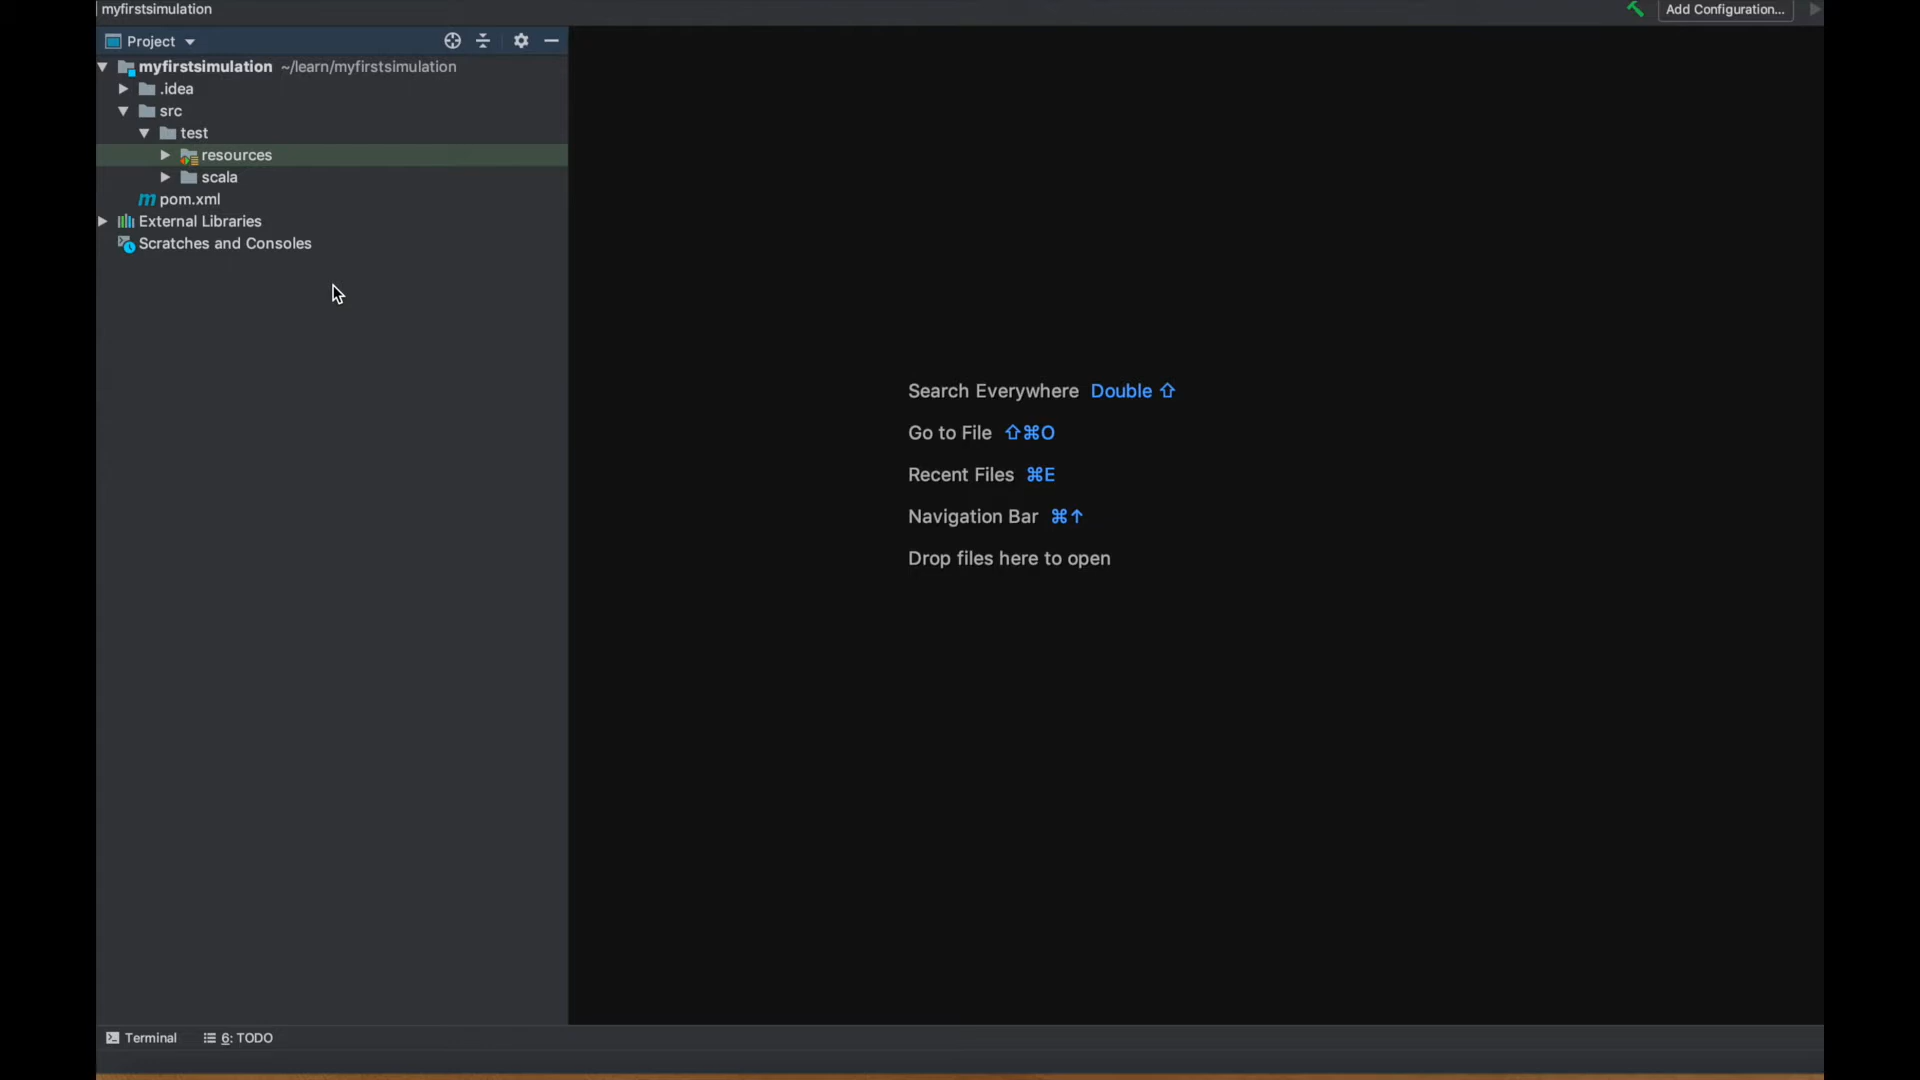 myfirstsimulation
Add Configuration...
Project
myfirstsimulation ~/learn/myfirstsimulation
.idea
src
test
resources
scala
pom.xml
External Libraries
Scratches and Consoles
Search Everywhere Double ⇧
Go to File ⇧⌘O
Recent Files ⌘E
Navigation Bar ⌘↑
Drop files here to open
Terminal
6: TODO